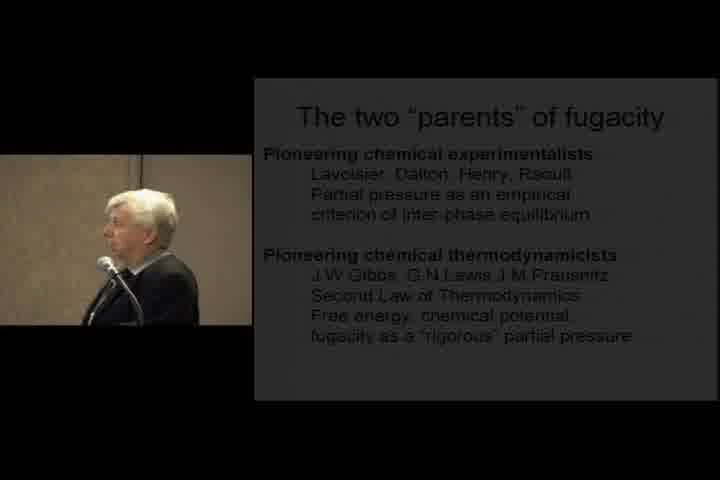 The two “parents” of fugacity
Pioneering chemical experimentalists
Lavoisier, Dalton, Henry, Raoult
Partial pressure as an empirical
criterion of inter-phase equilibrium
Pioneering chemical thermodynamicists
J.W Gibbs, G.N.Lewis J.M.Prausnitz
Second Law of Thermodynamics
Free energy, chemical potential,
fugacity as a “rigorous” partial pressure